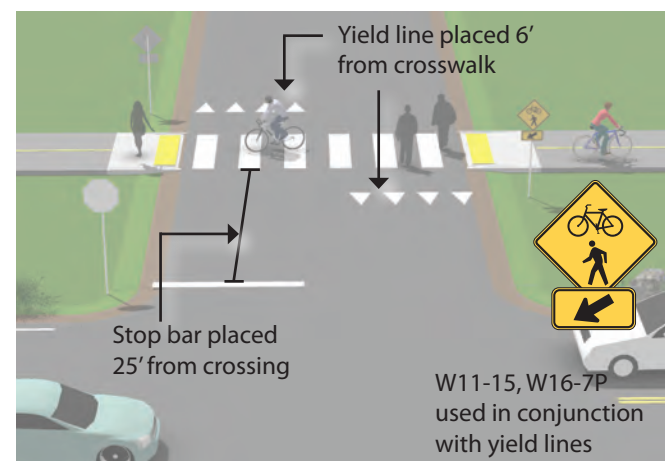 Yield line placed 6’
from crosswalk
Stop bar placed
25’ from crossing
W11-15, W16-7P
used in conjunction
with yield lines